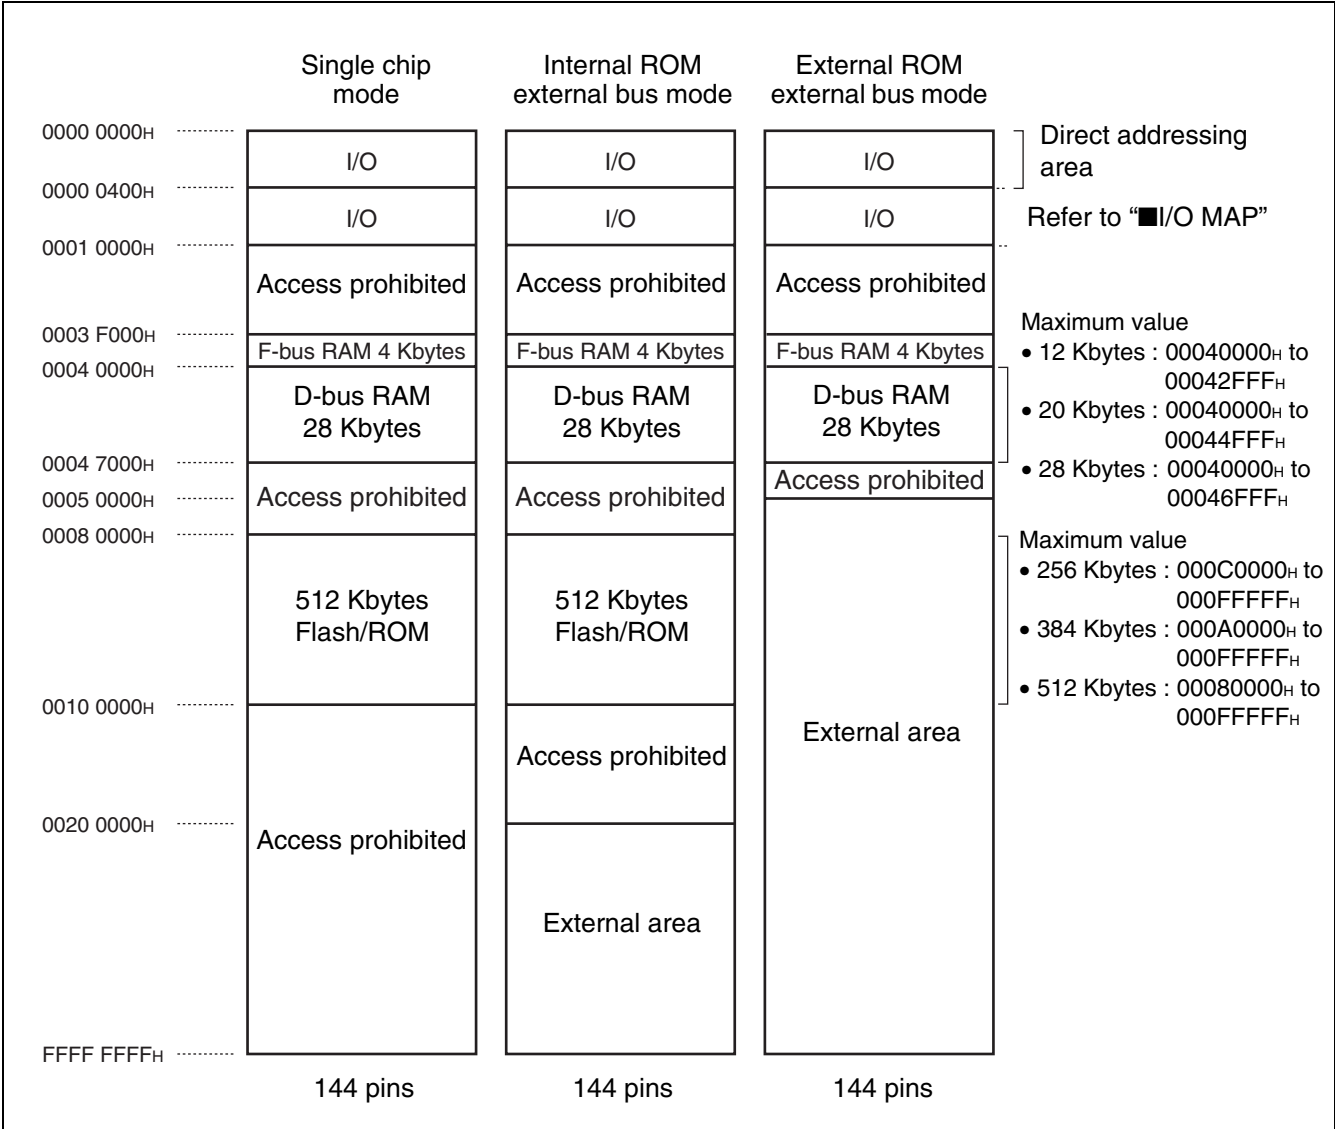 Single chip
mode
Internal ROM
external bus mode
External ROM
external bus mode
0000 0000H
0000 0400H
0001 0000H
0003 F000H
0004 0000H
0004 7000H
0005 0000H
0008 0000H
0010 0000H
0020 0000H
FFFF FFFFH
I/O
I/O
Access prohibited
F-bus RAM 4 Kbytes
D-bus RAM
28 Kbytes
Access prohibited
512 Kbytes
Flash/ROM
Access prohibited
144 pins
I/O
I/O
Access prohibited
F-bus RAM 4 Kbytes
D-bus RAM
28 Kbytes
Access prohibited
512 Kbytes
Flash/ROM
Access prohibited
External area
144 pins
I/O
I/O
Access prohibited
F-bus RAM 4 Kbytes
D-bus RAM
28 Kbytes
Access prohibited
External area
144 pins
Direct addressing
area
Refer to “■I/O MAP”
Maximum value
• 12 Kbytes : 00040000H to
00042FFFH
• 20 Kbytes : 00040000H to
00044FFFH
• 28 Kbytes : 00040000H to
00046FFFH
Maximum value
• 256 Kbytes : 000C0000H to
000FFFFFH
• 384 Kbytes : 000A0000H to
000FFFFFH
• 512 Kbytes : 00080000H to
000FFFFFH